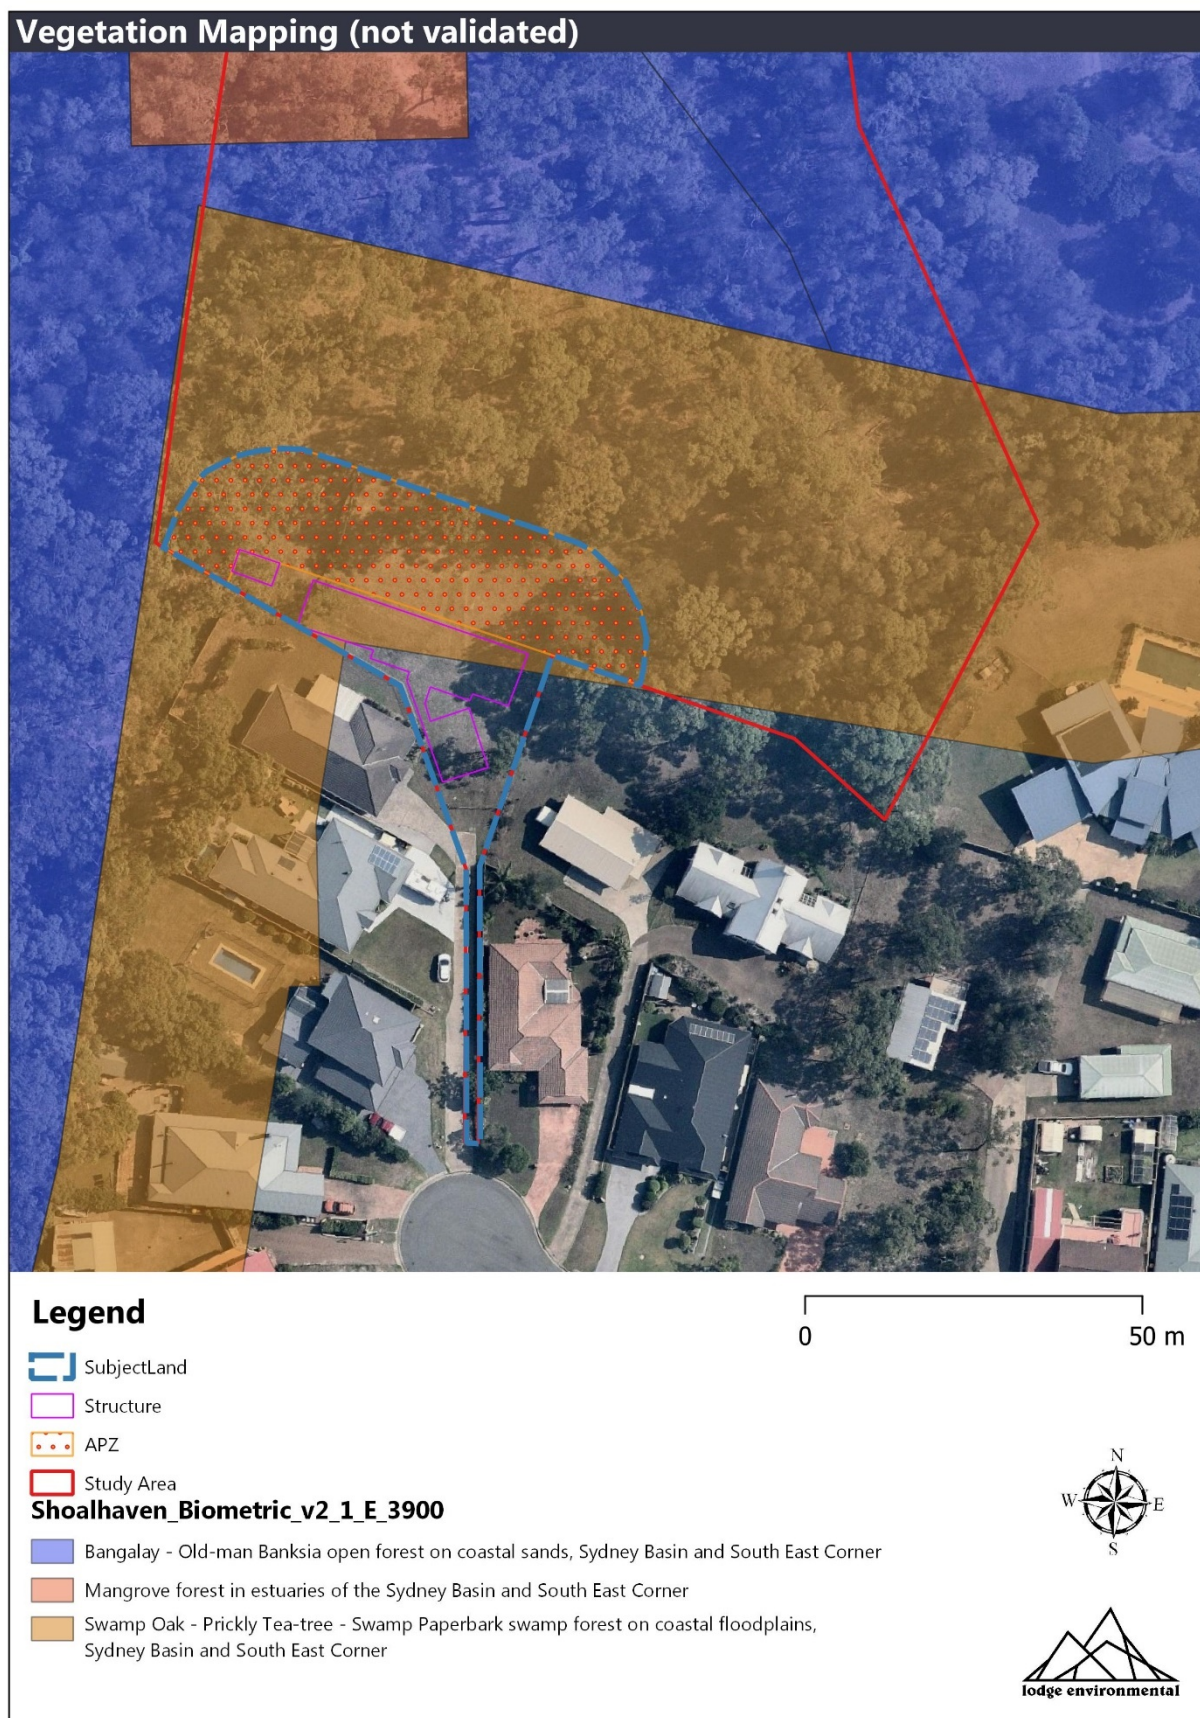 Vegetation Mapping (not validated)
Legend
0
50 m
SubjectLand
Structure
APZ
Study Area
Shoalhaven_Biometric_v2_1_E_3900
Bangalay - Old-man Banksia open forest on coastal sands, Sydney Basin and South East Corner
Mangrove forest in estuaries of the Sydney Basin and South East Corner
Swamp Oak - Prickly Tea-tree - Swamp Paperbark swamp forest on coastal floodplains,
Sydney Basin and South East Corner
N
W
E
S
lodge environmental